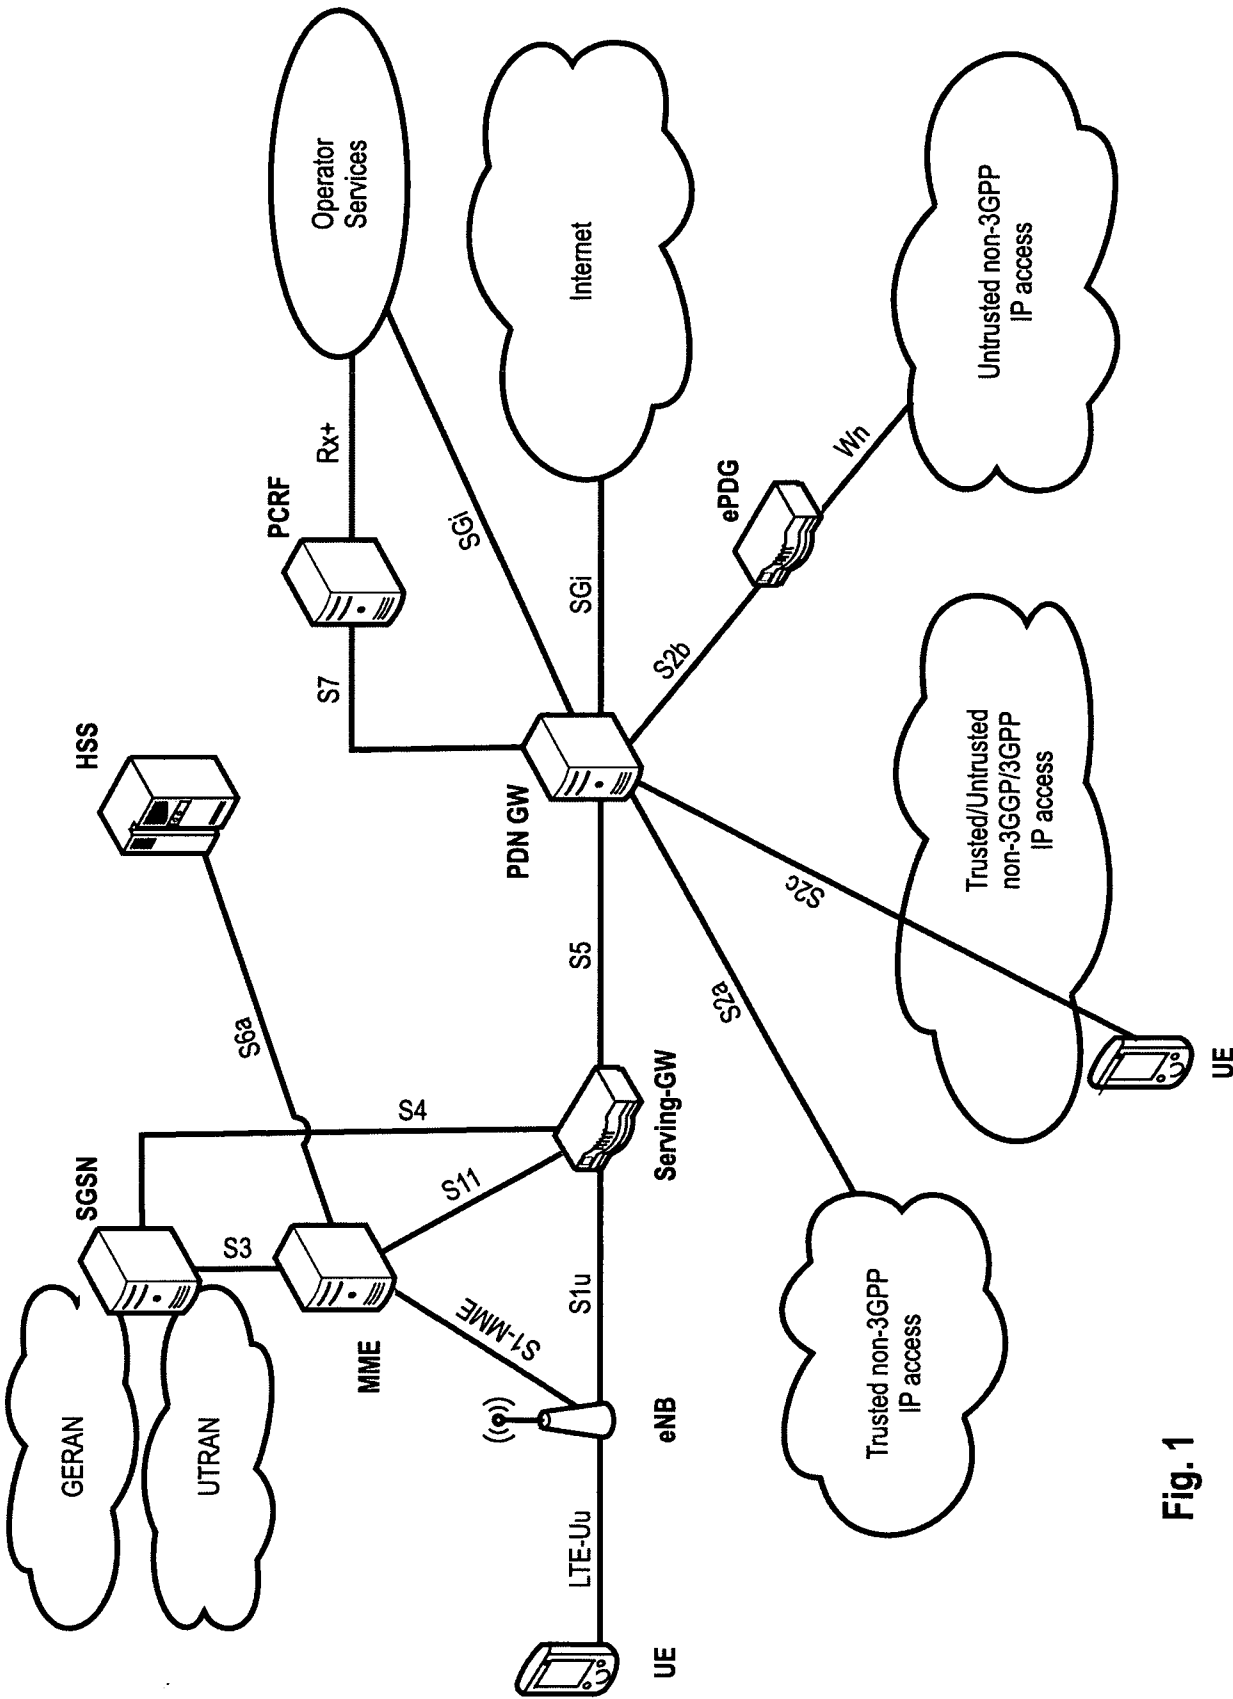 GERAN
UTRAN
SGSN
S3
MME
S6a
HSS
S4
S11
S1-MME
LTE-Uu
UE
eNB
S1u
Serving-GW
S5
PDN GW
S7
PCRF
Rx+
Operator
Services
SGi
SGi
Internet
S2b
ePDG
Wn
Untrusted non-3GPP
IP access
S2c
Trusted/Untrusted
non-3GGP/3GPP
IP access
UE
S2a
Trusted non-3GPP
IP access
Fig. 1